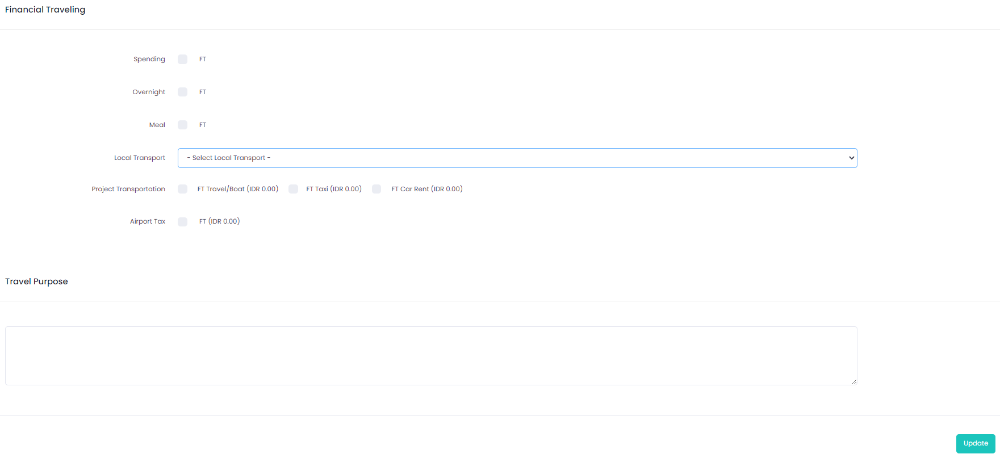 Financial Traveling
Spending FT
Overnight FT
Meal FT
Local Transport - Select Local Transport -
Project Transportation FT Travel/Boat (IDR 0.00) FT Taxi (IDR 0.00) FT Car Rent (IDR 0.00)
Airport Tax FT (IDR 0.00)
Travel Purpose
Update